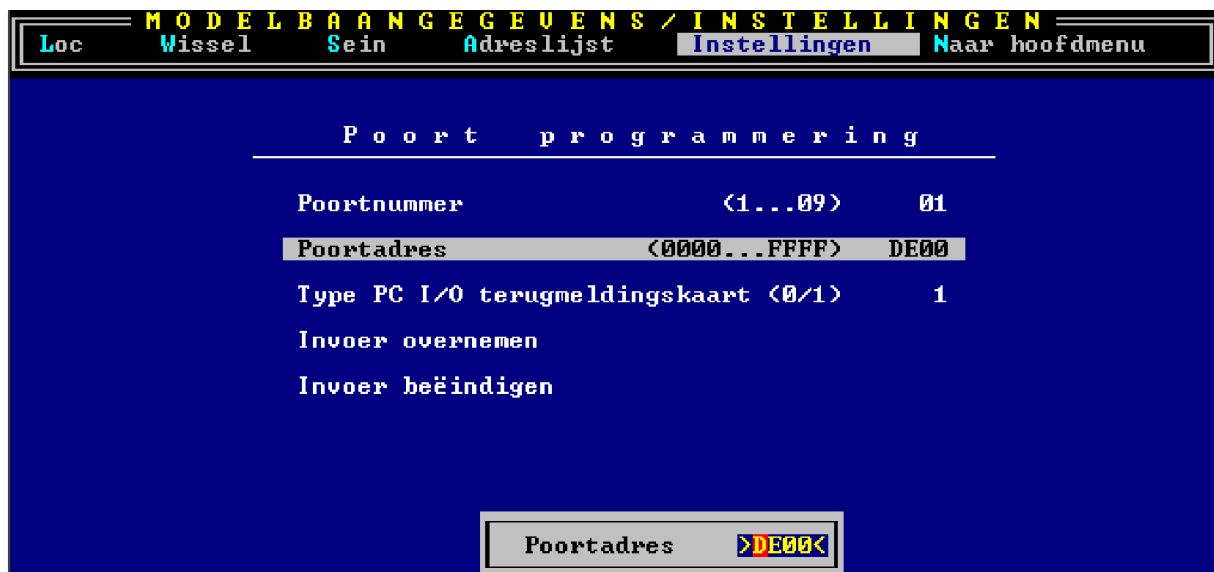 MODELBAANGEGEVENS/INSTELLINGEN
Loc Wissel Sein Adreslijst Instellingen Naar hoofdmenu
Poort programmering
Poortnummer (1...09) 01
Poortadres (0000...FFFF) DE00
Type PC I/O terugmeldingskaart (0/1) 1
Invoer overnemen
Invoer beëindigen
Poortadres >DE00<